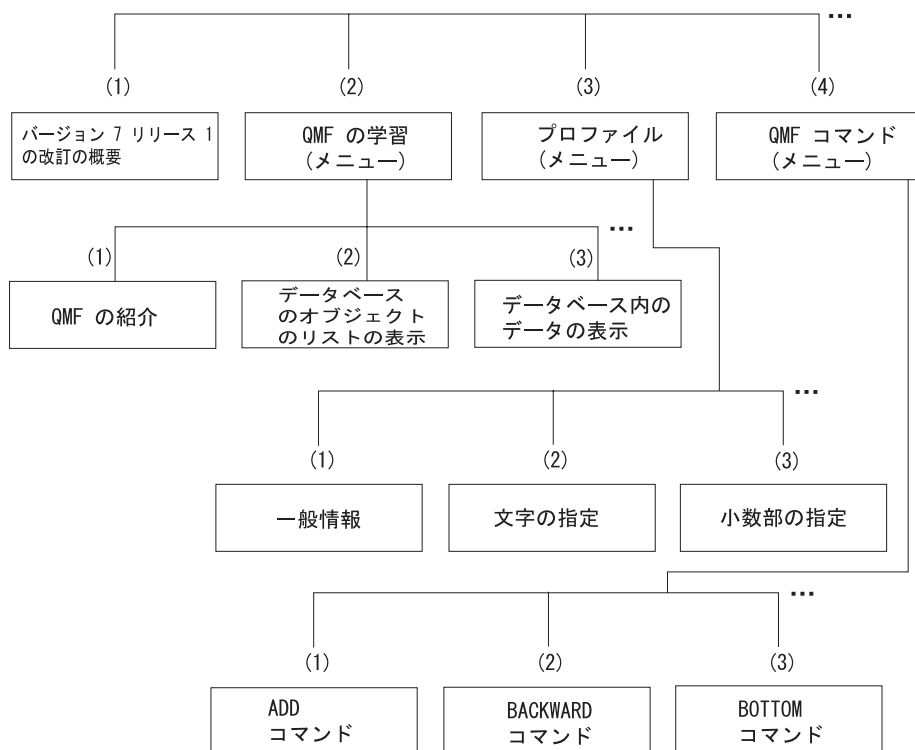 ...
(1)
(2)
(3)
(4)
バージョン 7 リリース 1
の改訂の概要
QMF の学習
(メニュー)
プロファイル
(メニュー)
QMF コマンド
(メニュー)
...
(1)
(2)
(3)
QMF の紹介
データベース
のオブジェクト
のリストの表示
データベース内の
データの表示
...
(1)
(2)
(3)
一般情報
文字の指定
小数部の指定
...
(1)
(2)
(3)
ADD
コマンド
BACKWARD
コマンド
BOTTOM
コマンド